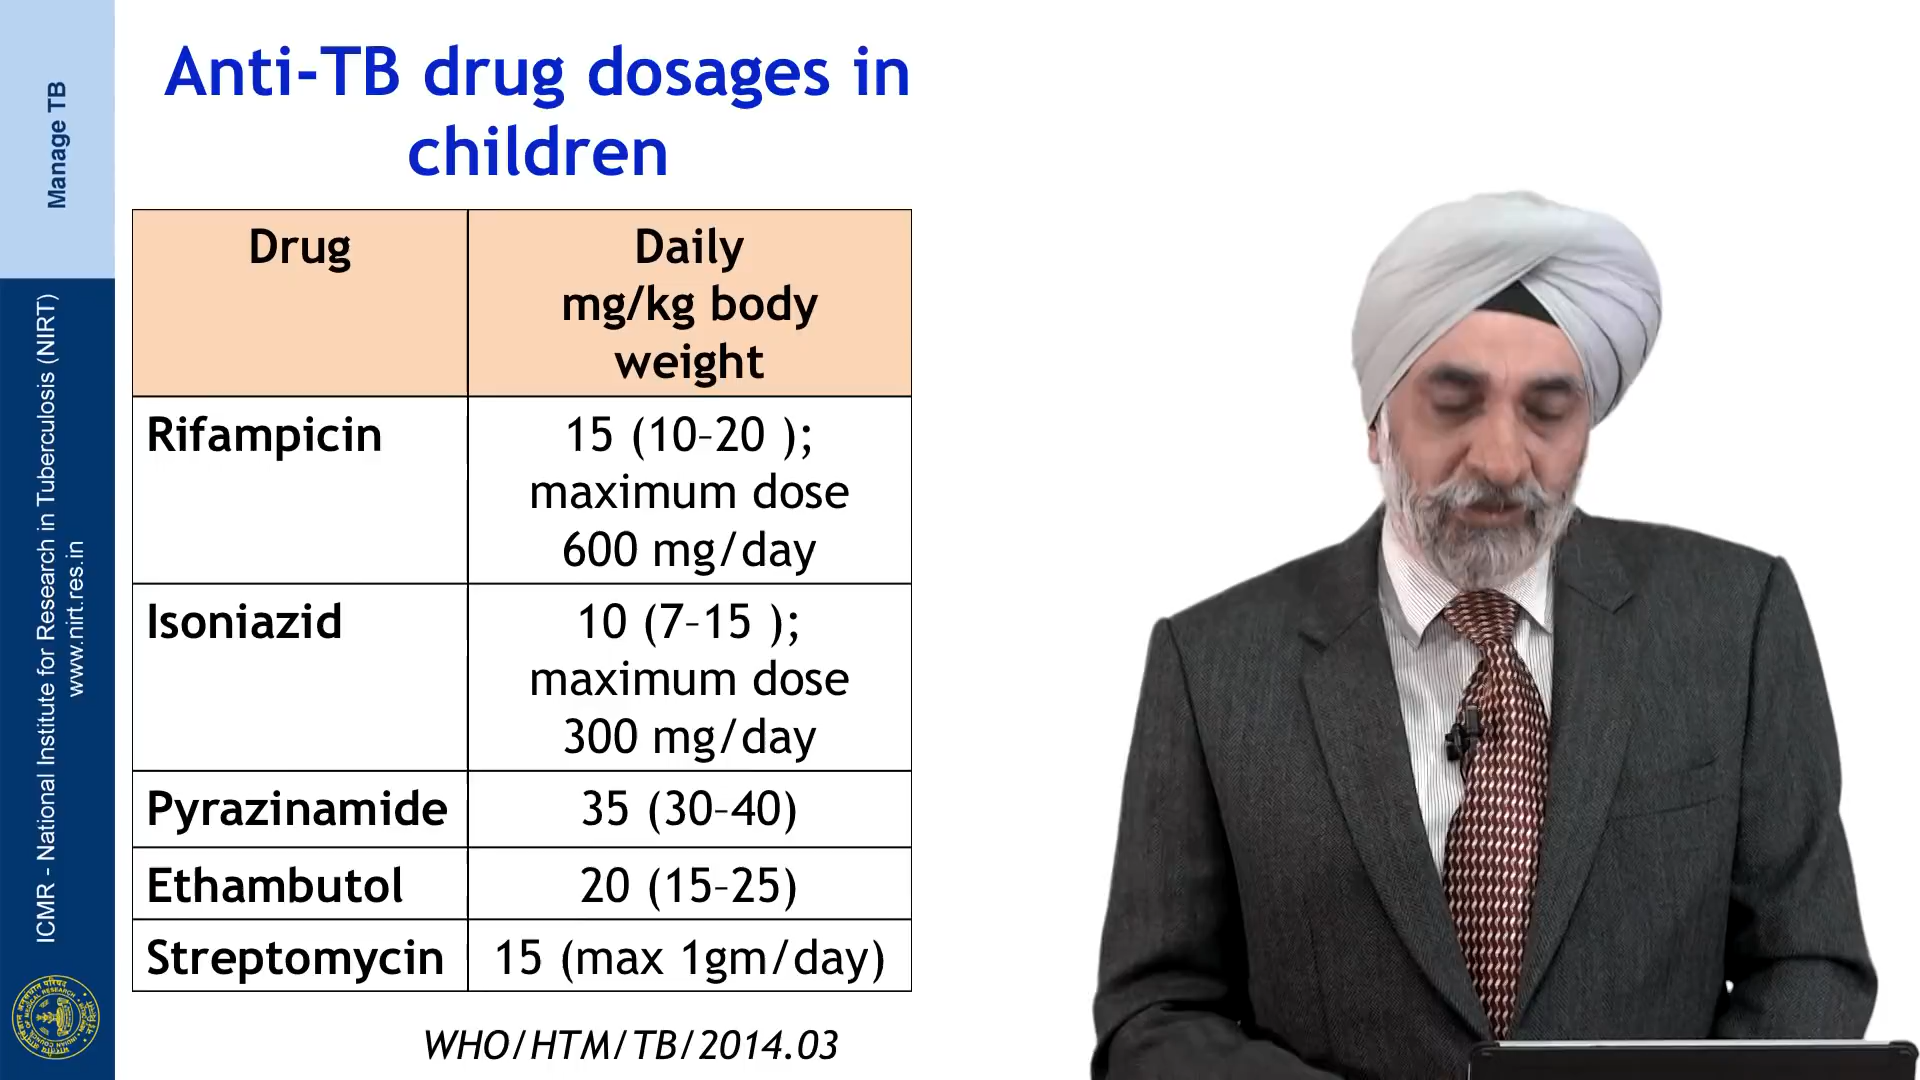 Manage TB
ICMR - National Institute for Research in Tuberculosis (NIRT)
www.nirt.res.in
Anti-TB drug dosages in
children
Drug
Daily
mg/kg body
weight
Rifampicin
15 (10–20 );
maximum dose
600 mg/day
Isoniazid
10 (7–15 );
maximum dose
300 mg/day
Pyrazinamide
35 (30–40)
Ethambutol
20 (15–25)
Streptomycin
15 (max 1gm/day)
WHO/HTM/TB/2014.03